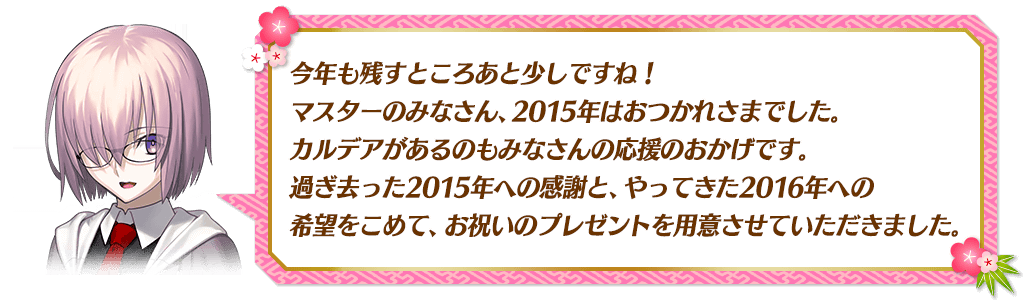 今年も残すところあと少しですね！
マスターのみなさん、2015年はおつかれさまでした。
カルデアがあるのもみなさんの応援のおかげです。
過ぎ去った2015年への感謝と、やってきた2016年への
希望をこめて、お祝いのプレゼントを用意させていただきました。